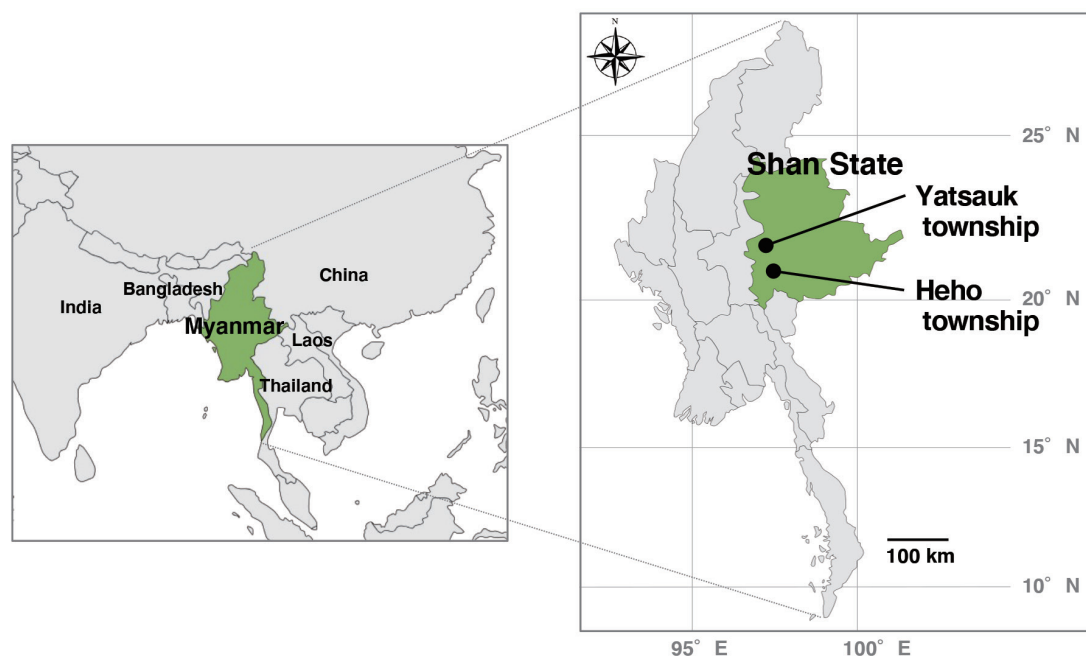 India
Bangladesh
Myanmar
China
Laos
Thailand
N
Shan State
Yatsauk
township
Heho
township
25° N
20° N
15° N
10° N
100 km
95° E
100° E